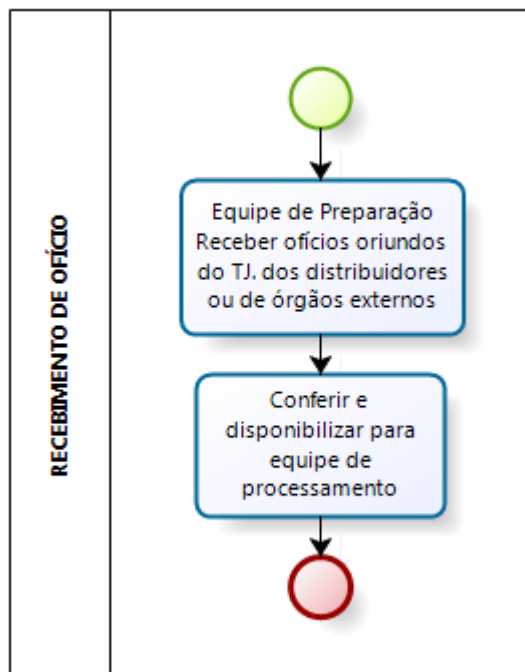 RECEBIMENTO DE OFÍCIO
Equipe de Preparação
Receber ofícios oriundos
do TJ. dos distribuidores
ou de órgãos externos
Conferir e
disponibilizar para
equipe de
processamento